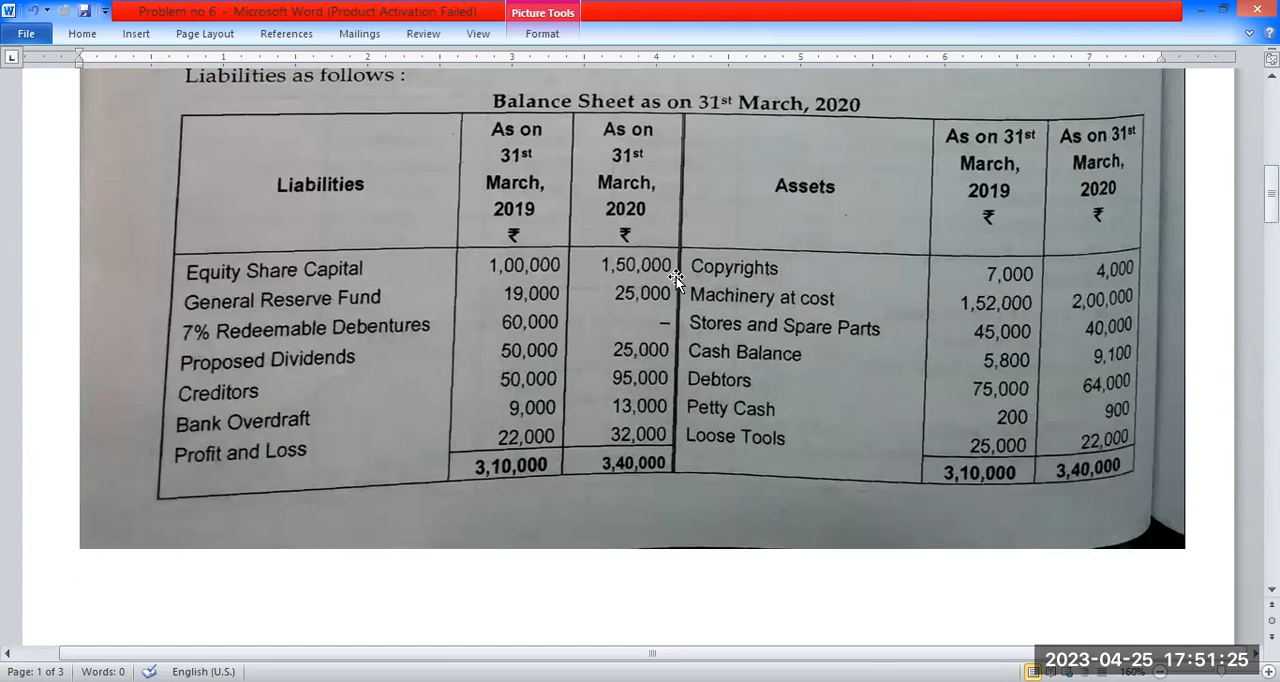 Problem no 6 - Microsoft Word (Product Activation Failed)
Picture Tools
File Home Insert Page Layout References Mailings Review View Format
1 2 3 4 5 6 7
Liabilities as follows :
Balance Sheet as on 31st March, 2020
Liabilities | As on 31st March, 2019 ₹ | As on 31st March, 2020 ₹ | Assets | As on 31st March, 2019 ₹ | As on 31st March, 2020 ₹
Equity Share Capital 1,00,000 1,50,000 Copyrights 7,000 4,000
General Reserve Fund 19,000 25,000 Machinery at cost 1,52,000 2,00,000
7% Redeemable Debentures 60,000 – Stores and Spare Parts 45,000 40,000
Proposed Dividends 50,000 25,000 Cash Balance 5,800 9,100
Creditors 50,000 95,000 Debtors 75,000 64,000
Bank Overdraft 9,000 13,000 Petty Cash 200 900
Profit and Loss 22,000 32,000 Loose Tools 25,000 22,000
3,10,000 3,40,000 3,10,000 3,40,000
2023-04-25 17:51:25
Page: 1 of 3 Words: 0 English (U.S.) 160%